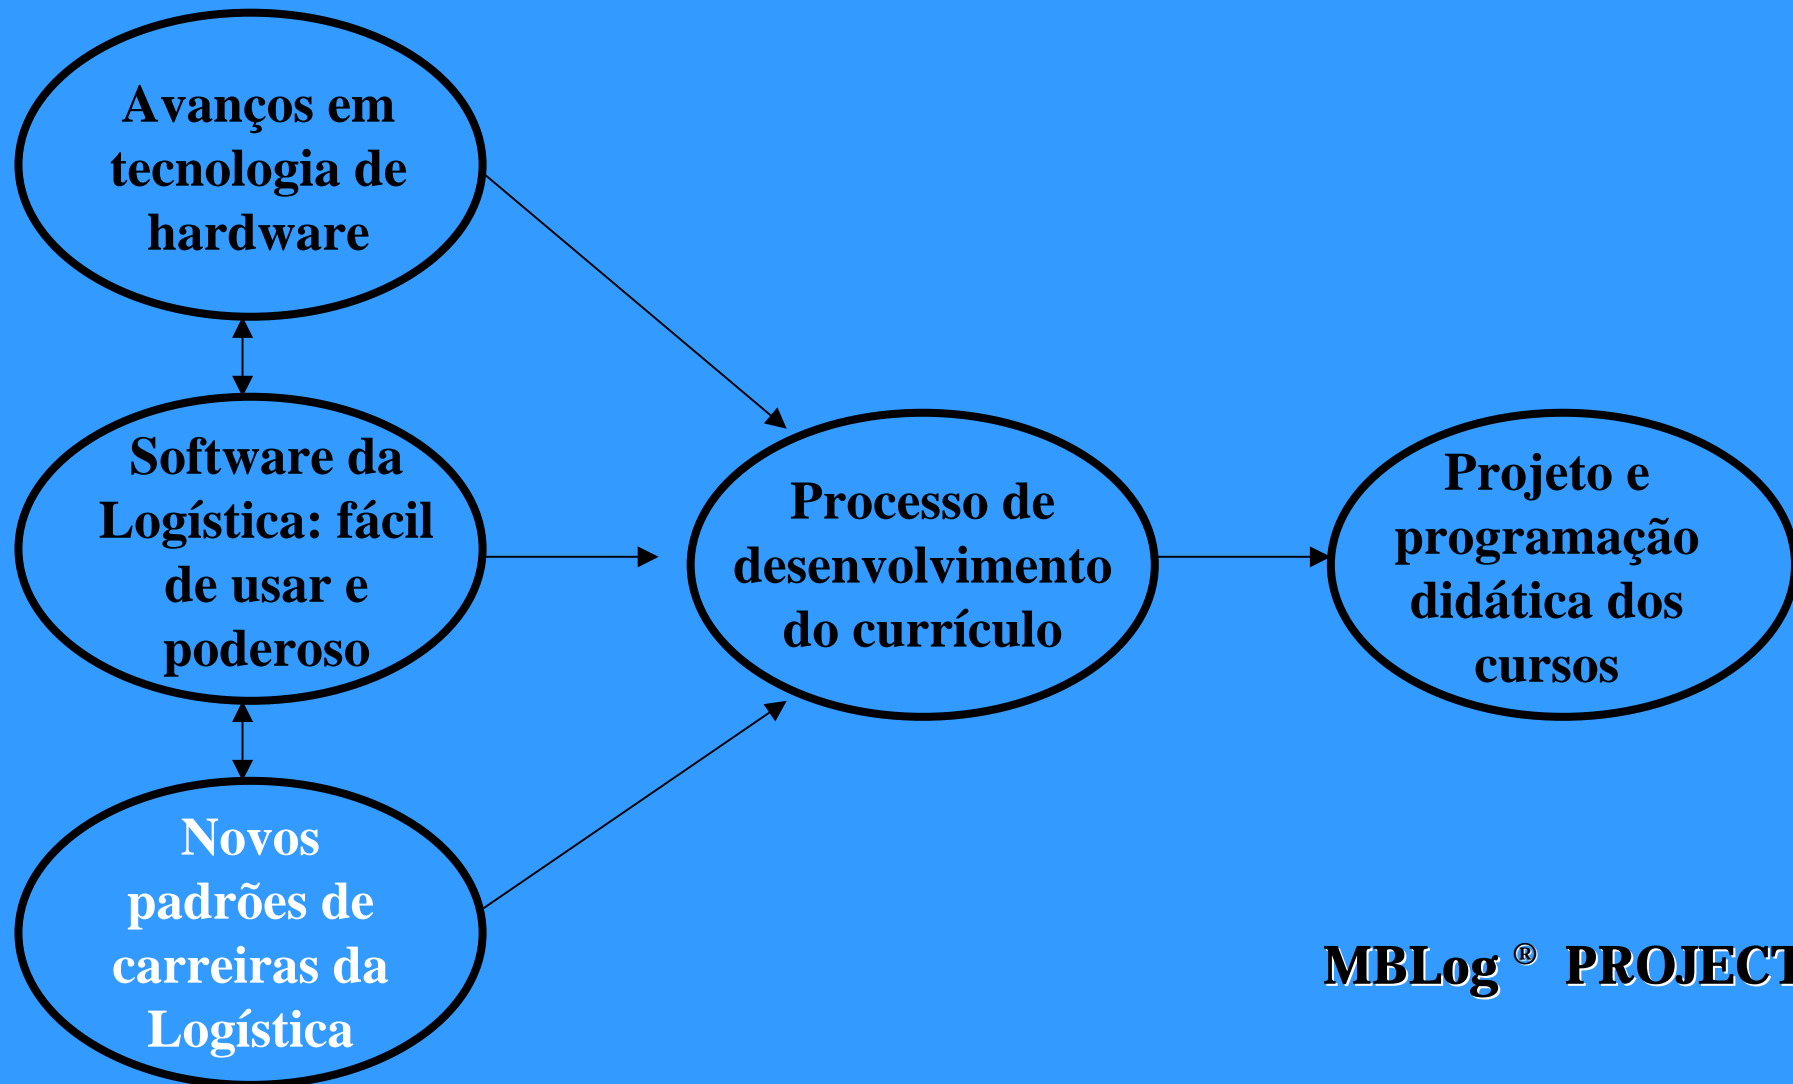 Avanços em
tecnologia de
hardware
Software da
Logística: fácil
de usar e
poderoso
Novos
padrões de
carreiras da
Logística
Processo de
desenvolvimento
do currículo
Projeto e
programação
didática dos
cursos
MBLog ® PROJECT